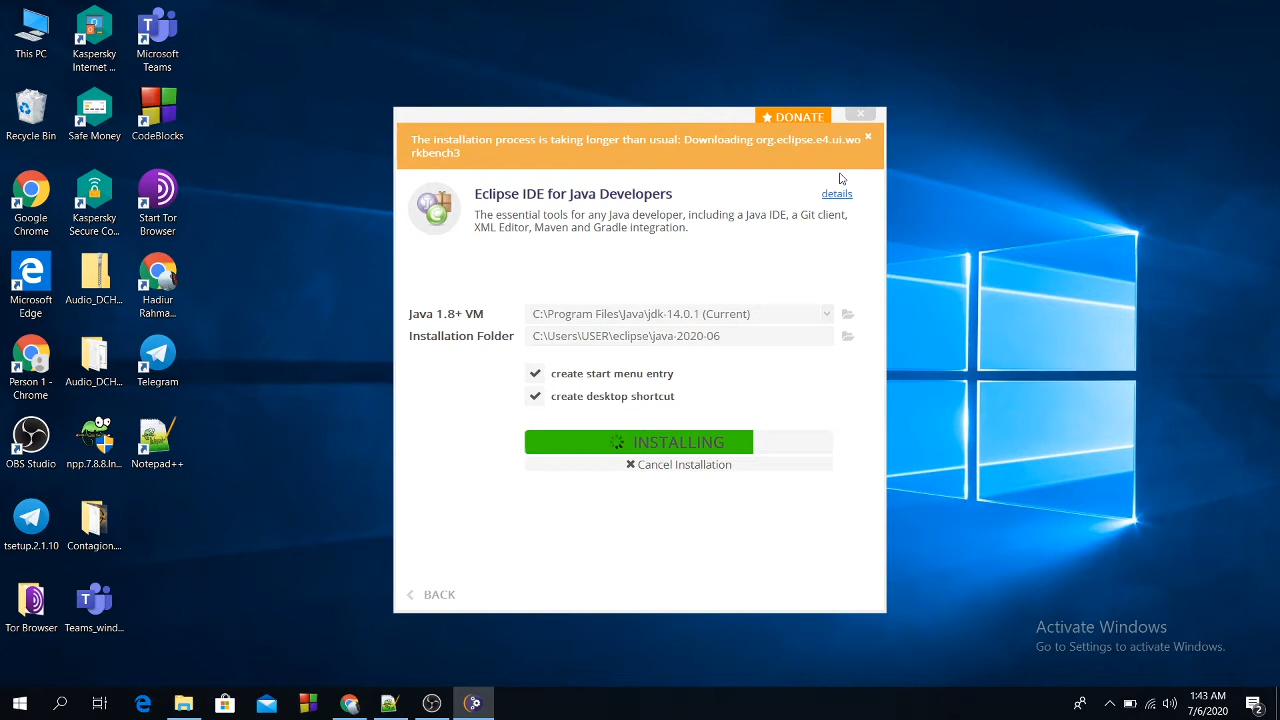 This PC
Kaspersky
Internet ...
Microsoft
Teams
Recycle Bin
Safe Money
CodeBlocks
Google
Chrome
Kaspersky
Secure Co...
Start Tor
Browser
Microsoft
Edge
Audio_DCH...
Hadiur
Rahma...
Person 1 -
Chrome
Audio_DC...
Telegram
OBS Studio
npp.7.8.8.In...
Notepad++
tsetup.2.1.10
Contagion....
Tor Browser
Teams_wind...
★ DONATE
The installation process is taking longer than usual: Downloading org.eclipse.e4.ui.wo
rkbench3
Eclipse IDE for Java Developers
details
The essential tools for any Java developer, including a Java IDE, a Git client,
XML Editor, Maven and Gradle integration.
Java 1.8+ VM
C:\Program Files\Java\jdk-14.0.1 (Current)
Installation Folder
C:\Users\USER\eclipse\java-2020-06
create start menu entry
create desktop shortcut
INSTALLING
Cancel Installation
BACK
Activate Windows
Go to Settings to activate Windows.
1:43 AM
7/6/2020
2